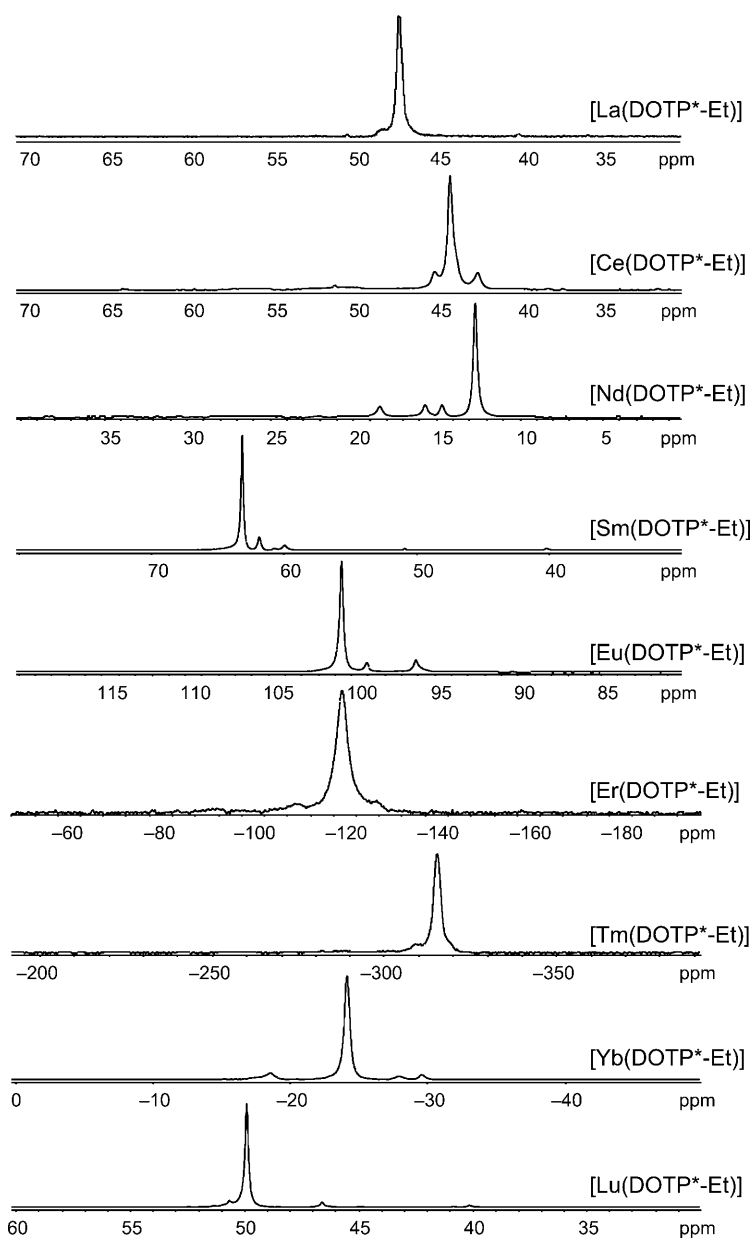 [La(DOTP*-Et)]
70 65 60 55 50 45 40 35 ppm
[Ce(DOTP*-Et)]
70 65 60 55 50 45 40 35 ppm
[Nd(DOTP*-Et)]
35 30 25 20 15 10 5 ppm
[Sm(DOTP*-Et)]
70 60 50 40 ppm
[Eu(DOTP*-Et)]
115 110 105 100 95 90 85 ppm
[Er(DOTP*-Et)]
–60 –80 –100 –120 –140 –160 –180 ppm
[Tm(DOTP*-Et)]
–200 –250 –300 –350 ppm
[Yb(DOTP*-Et)]
0 –10 –20 –30 –40 ppm
[Lu(DOTP*-Et)]
60 55 50 45 40 35 ppm